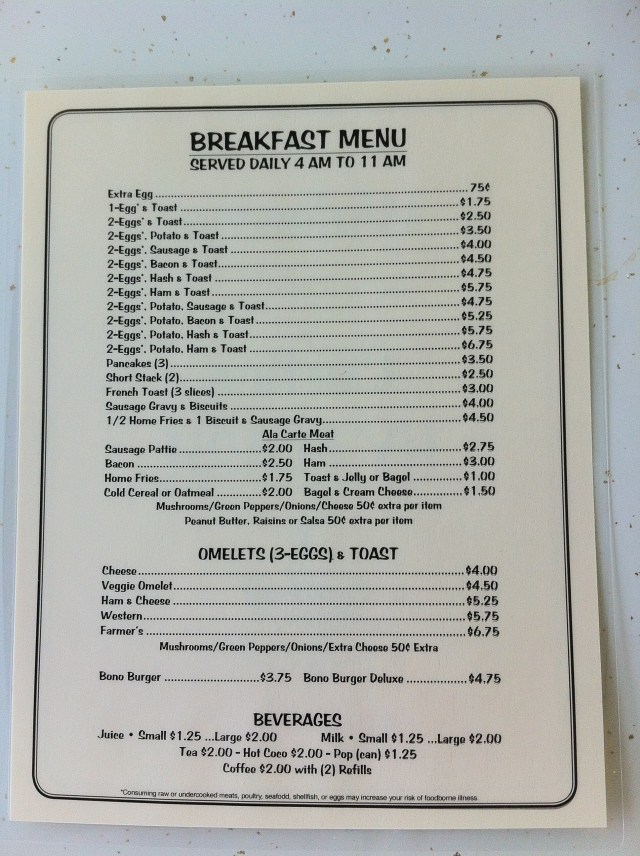 BREAKFAST MENU
SERVED DAILY 4 AM TO 11 AM
Extra Egg ........ 75¢
1-Egg* & Toast ........ $1.75
2-Eggs* & Toast ........ $2.50
2-Eggs*, Potato & Toast ........ $3.50
2-Eggs*, Sausage & Toast ........ $4.00
2-Eggs*, Bacon & Toast ........ $4.50
2-Eggs*, Hash & Toast ........ $4.75
2-Eggs*, Ham & Toast ........ $5.75
2-Eggs*, Potato, Sausage & Toast ........ $4.75
2-Eggs*, Potato, Bacon & Toast ........ $5.25
2-Eggs*, Potato, Hash & Toast ........ $5.75
2-Eggs*, Potato, Ham & Toast ........ $6.75
Pancakes (3) ........ $3.50
Short Stack (2) ........ $2.50
French Toast (3 slices) ........ $3.00
Sausage Gravy & Biscuits ........ $4.00
1/2 Home Fries & 1 Biscuit & Sausage Gravy ........ $4.50
Ala Carte Meat
Sausage Pattie ........ $2.00 Hash ........ $2.75
Bacon ........ $2.50 Ham ........ $3.00
Home Fries ........ $1.75 Toast & Jelly or Bagel ........ $1.00
Cold Cereal or Oatmeal ........ $2.00 Bagel & Cream Cheese ........ $1.50
Mushrooms/Green Peppers/Onions/Cheese 50¢ extra per item
Peanut Butter, Raisins or Salsa 50¢ extra per item
OMELETS (3-EGGS) & TOAST
Cheese ........ $4.00
Veggie Omelet ........ $4.50
Ham & Cheese ........ $5.25
Western ........ $5.75
Farmer's ........ $6.75
Mushrooms/Green Peppers/Onions/Extra Cheese 50¢ Extra
Bono Burger ........ $3.75 Bono Burger Deluxe ........ $4.75
BEVERAGES
Juice • Small $1.25 ...Large $2.00 Milk • Small $1.25 ...Large $2.00
Tea $2.00 - Hot Coco $2.00 - Pop (can) $1.25
Coffee $2.00 with (2) Refills
*Consuming raw or undercooked meats, poultry, seafodd, shellfish, or eggs may increase your risk of foodborne illness.